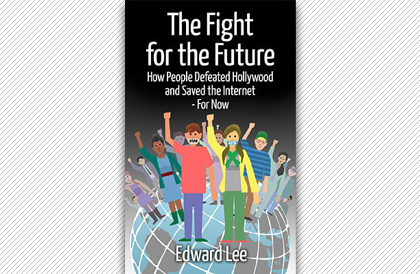 The Fight
for the Future
How People Defeated Hollywood
and Saved the Internet
- For Now
Edward Lee